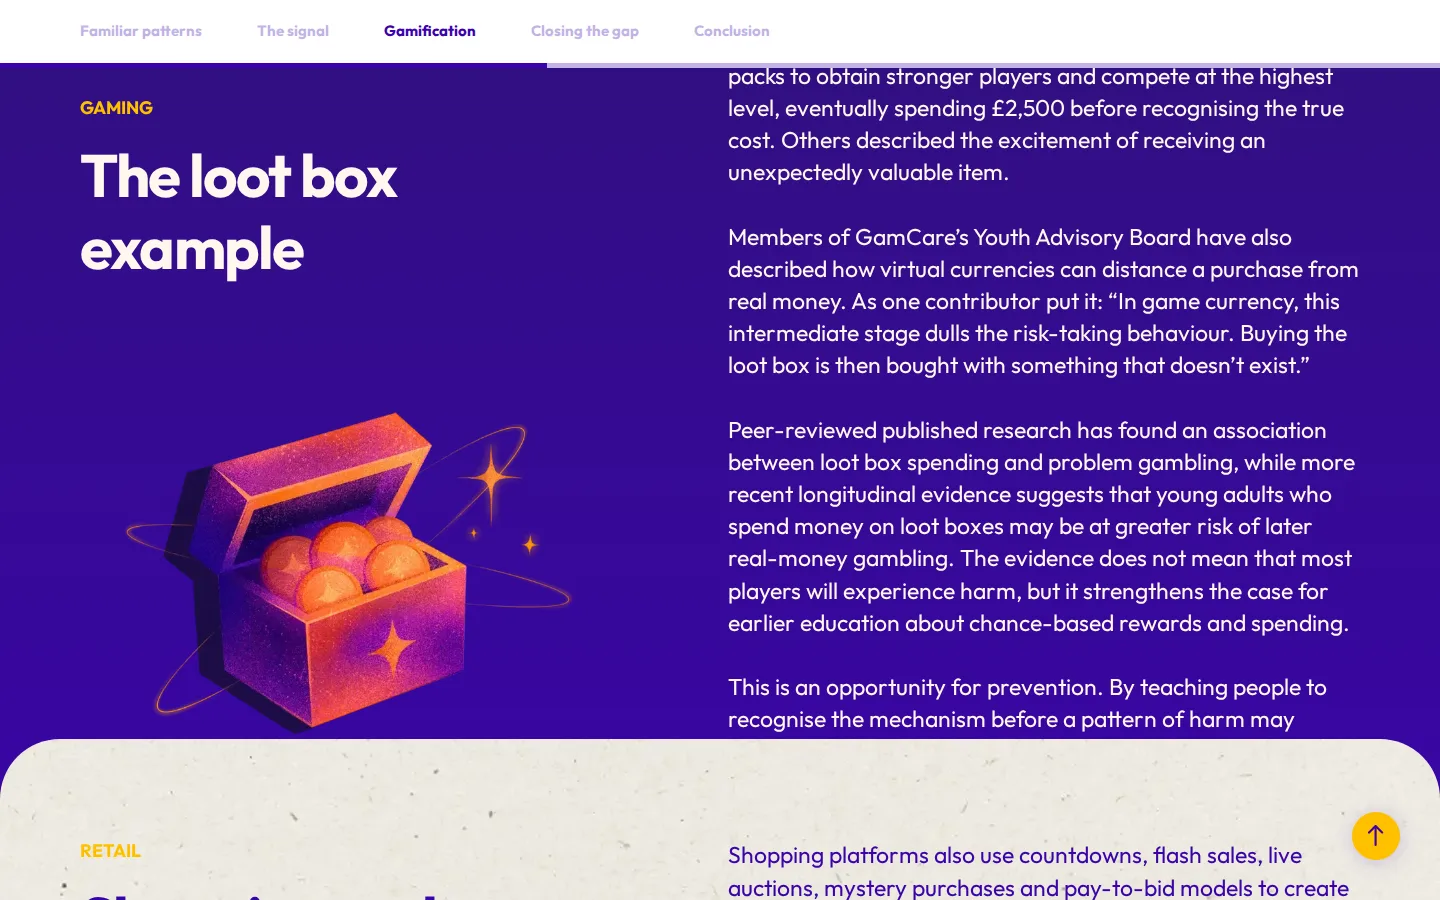 Familiar patterns
The signal
Gamification
Closing the gap
Conclusion
GAMING
The loot box
example
packs to obtain stronger players and compete at the highest
level, eventually spending £2,500 before recognising the true
cost. Others described the excitement of receiving an
unexpectedly valuable item.
Members of GamCare’s Youth Advisory Board have also
described how virtual currencies can distance a purchase from
real money. As one contributor put it: “In game currency, this
intermediate stage dulls the risk-taking behaviour. Buying the
loot box is then bought with something that doesn’t exist.”
Peer-reviewed published research has found an association
between loot box spending and problem gambling, while more
recent longitudinal evidence suggests that young adults who
spend money on loot boxes may be at greater risk of later
real-money gambling. The evidence does not mean that most
players will experience harm, but it strengthens the case for
earlier education about chance-based rewards and spending.
This is an opportunity for prevention. By teaching people to
recognise the mechanism before a pattern of harm may
RETAIL
Shopping platforms also use countdowns, flash sales, live
auctions, mystery purchases and pay-to-bid models to create